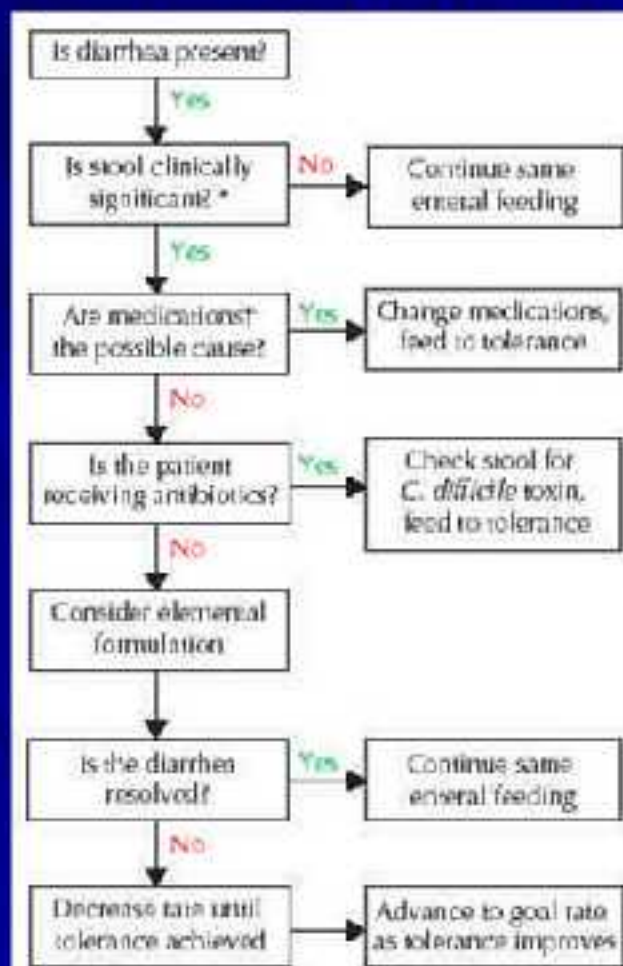 Is diarrhea present?
Yes
Is stool clinically
significant? *
No
Continue same
enteral feeding
Yes
Are medications†
the possible cause?
Yes
Change medications,
feed to tolerance
No
Is the patient
receiving antibiotics?
Yes
Check stool for
C. difficile toxin,
feed to tolerance
No
Consider elemental
formulation
Is the diarrhea
resolved?
Yes
Continue same
enteral feeding
No
Decrease rate until
tolerance achieved
Advance to goal rate
as tolerance improves